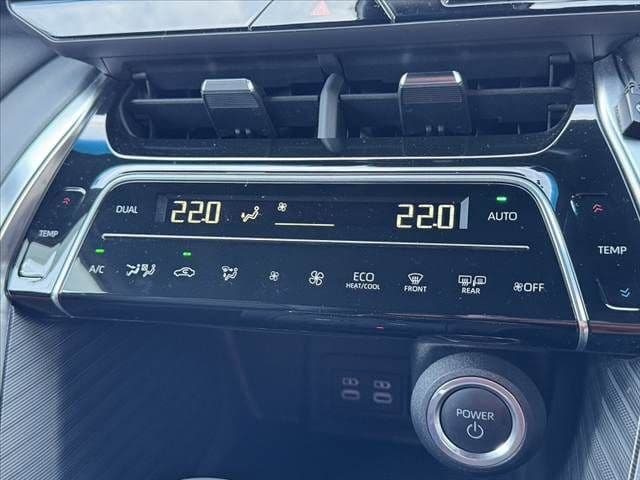 DUAL 22.0 22.0 AUTO
TEMP TEMP
A/C ECO HEAT/COOL FRONT REAR OFF
POWER